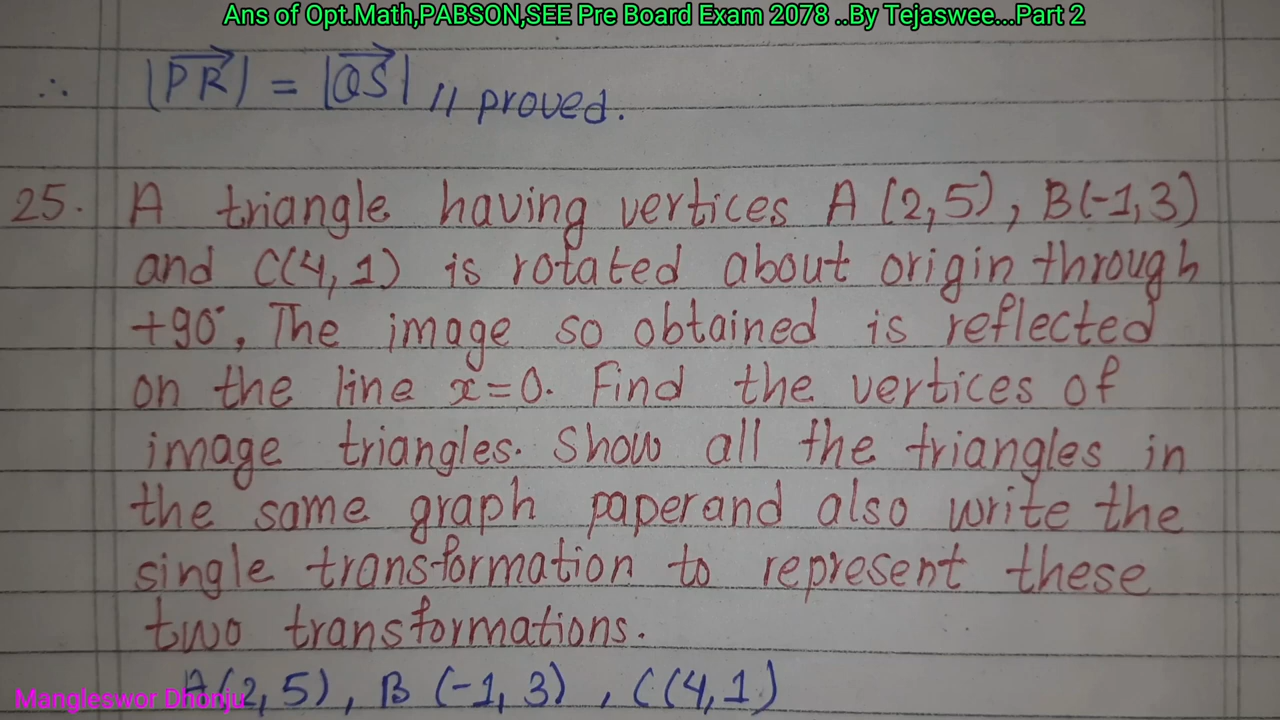 Ans of Opt.Math,PABSON,SEE Pre Board Exam 2078 ..By Tejaswee...Part 2
∴ |PR| = |QS| // proved.
25. A triangle having vertices A (2,5), B(-1,3)
and C(4,1) is rotated about origin through
+90°. The image so obtained is reflected
on the line x=0. Find the vertices of
image triangles. Show all the triangles in
the same graph paperand also write the
single transformation to represent these
two transformations.
A(2,5), B (-1,3), C(4,1)
Mangleswor Dhonju